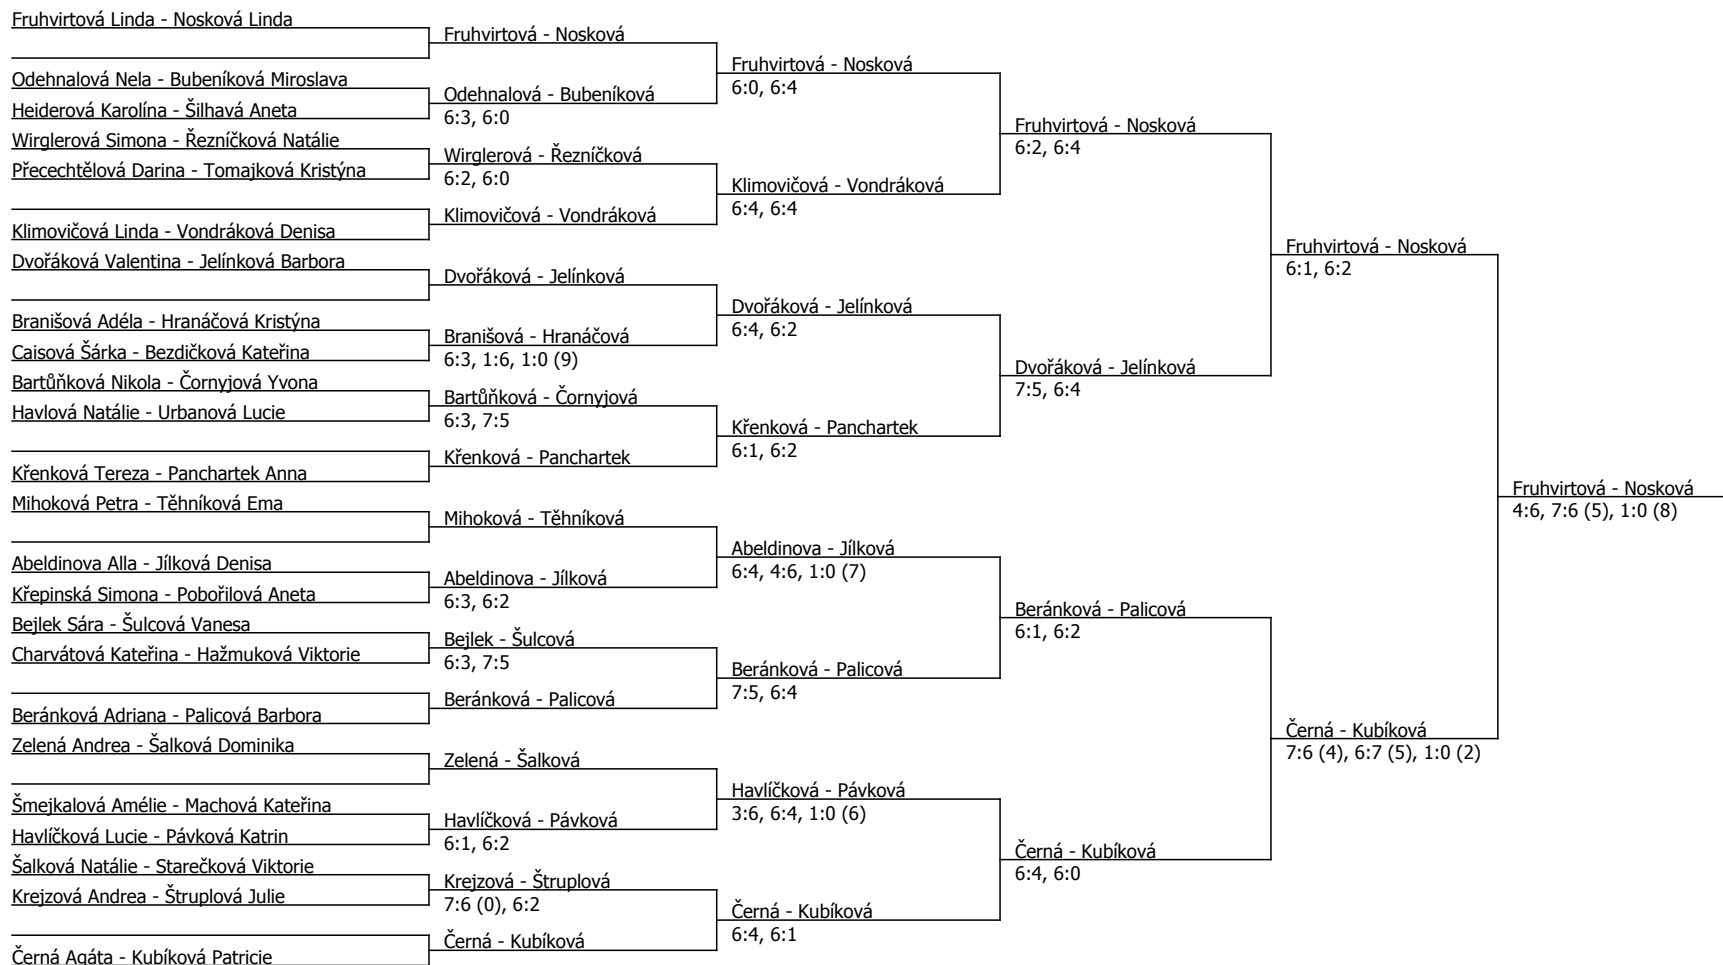 Fruhvirtová Linda - Nosková Linda
Odehnalová Nela - Bubeníková Miroslava
Heiderová Karolína - Šilhavá Aneta
Wirglerová Simona - Řezníčková Natálie
Přecechtělová Darina - Tomajková Kristýna
Klimovičová Linda - Vondráková Denisa
Dvořáková Valentina - Jelínková Barbora
Branišová Adéla - Hranáčová Kristýna
Caisová Šárka - Bezdičková Kateřina
Bartůňková Nikola - Čornyjová Yvona
Havlová Natálie - Urbanová Lucie
Křenková Tereza - Panchartek Anna
Mihoková Petra - Těhníková Ema
Abeldinova Alla - Jílková Denisa
Křepinská Simona - Pobořilová Aneta
Bejlek Sára - Šulcová Vanesa
Charvátová Kateřina - Hažmuková Viktorie
Beránková Adriana - Palicová Barbora
Zelená Andrea - Šalková Dominika
Šmejkalová Amélie - Machová Kateřina
Havlíčková Lucie - Pávková Katrin
Šalková Natálie - Starečková Viktorie
Krejzová Andrea - Štruplová Julie
Černá Agáta - Kubíková Patricie
Fruhvirtová - Nosková
Odehnalová - Bubeníková
6:3, 6:0
Wirglerová - Řezníčková
6:2, 6:0
Klimovičová - Vondráková
Dvořáková - Jelínková
Branišová - Hranáčová
6:3, 1:6, 1:0 (9)
Bartůňková - Čornyjová
6:3, 7:5
Křenková - Panchartek
Mihoková - Těhníková
Abeldinova - Jílková
6:3, 6:2
Bejlek - Šulcová
6:3, 7:5
Beránková - Palicová
Zelená - Šalková
Havlíčková - Pávková
6:1, 6:2
Krejzová - Štruplová
7:6 (0), 6:2
Černá - Kubíková
Fruhvirtová - Nosková
6:0, 6:4
Klimovičová - Vondráková
6:4, 6:4
Dvořáková - Jelínková
6:4, 6:2
Křenková - Panchartek
6:1, 6:2
Abeldinova - Jílková
6:4, 4:6, 1:0 (7)
Beránková - Palicová
7:5, 6:4
Havlíčková - Pávková
3:6, 6:4, 1:0 (6)
Černá - Kubíková
6:4, 6:1
Fruhvirtová - Nosková
6:2, 6:4
Dvořáková - Jelínková
7:5, 6:4
Beránková - Palicová
6:1, 6:2
Černá - Kubíková
6:4, 6:0
Fruhvirtová - Nosková
6:1, 6:2
Černá - Kubíková
7:6 (4), 6:7 (5), 1:0 (2)
Fruhvirtová - Nosková
4:6, 7:6 (5), 1:0 (8)